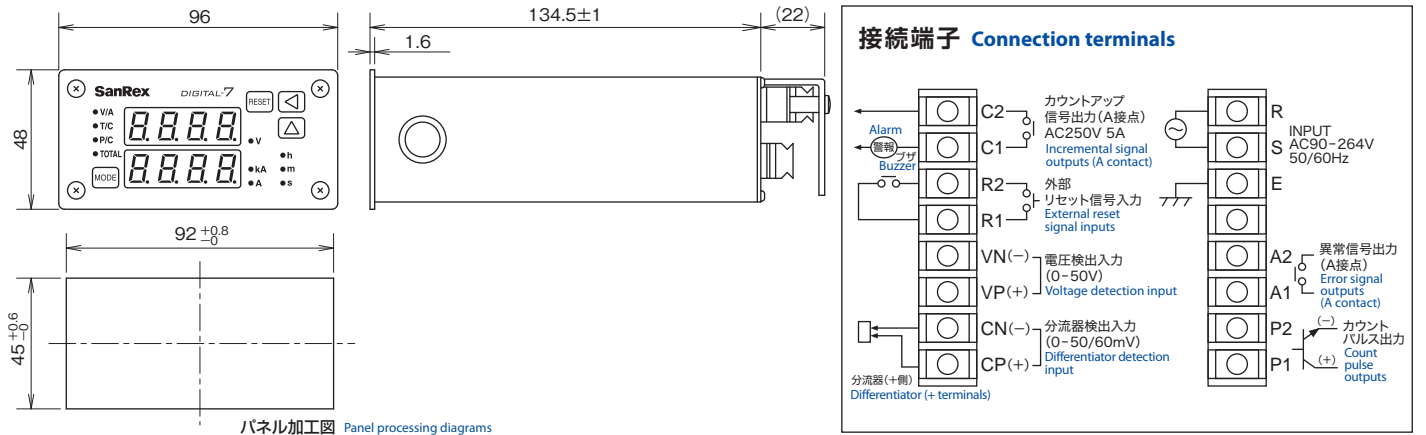 96
134.5±1
(22)
1.6
48
SanRex
DIGITAL-7
RESET
V/A
T/C
P/C
TOTAL
MODE
8.8.8.8.
8.8.8.8.
V
kA
A
h
m
s
92 +0.8 −0
45 +0.6 −0
パネル加工図 Panel processing diagrams
接続端子 Connection terminals
Alarm
警報
ブザ
Buzzer
C2
C1
カウントアップ
信号出力(A接点)
AC250V 5A
Incremental signal
outputs (A contact)
R2
R1
外部
リセット信号入力
External reset
signal inputs
VN(−)
VP(+)
電圧検出入力
(0-50V)
Voltage detection input
CN(−)
CP(+)
分流器検出入力
(0-50/60mV)
Differentiator detection
input
分流器(+側)
Differentiator (+ terminals)
R
S
E
INPUT
AC90-264V
50/60Hz
A2
A1
異常信号出力
(A接点)
Error signal
outputs
(A contact)
P2
P1
(−)
(+)
カウント
パルス出力
Count
pulse
outputs